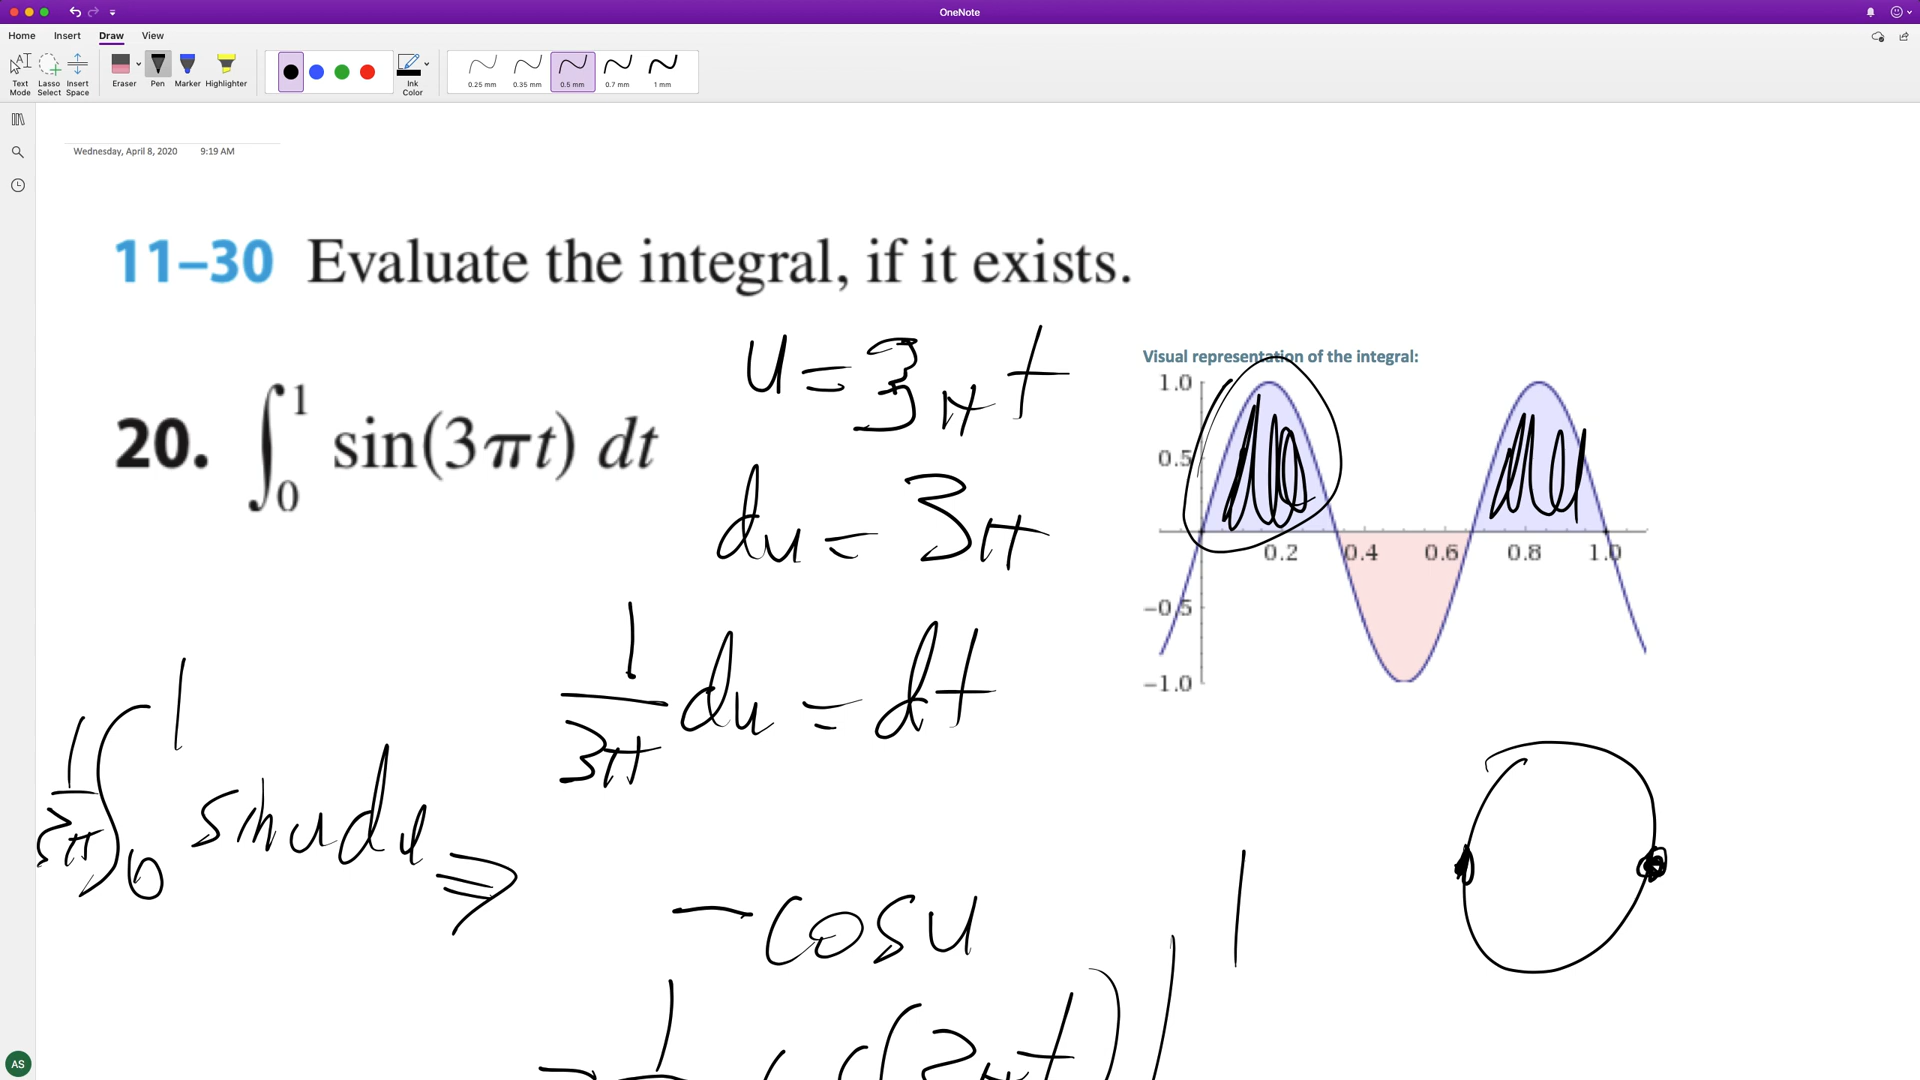 OneNote
Home Insert Draw View
Text Mode
Lasso Select
Insert Space
Eraser
Pen
Marker
Highlighter
Ink Color
0.25 mm
0.35 mm
0.5 mm
0.7 mm
1 mm
Wednesday, April 8, 2020 9:19 AM
11–30 Evaluate the integral, if it exists.
20. ∫₀¹ sin(3πt) dt
u = 3πt
du = 3π
1/3π du = dt
1/3π ∫₀¹ sin u du ⇒
- cos u
Visual representation of the integral:
1.0
0.5
0.2 0.4 0.6 0.8 1.0
−0.5
−1.0
(3πt) | 1
AS